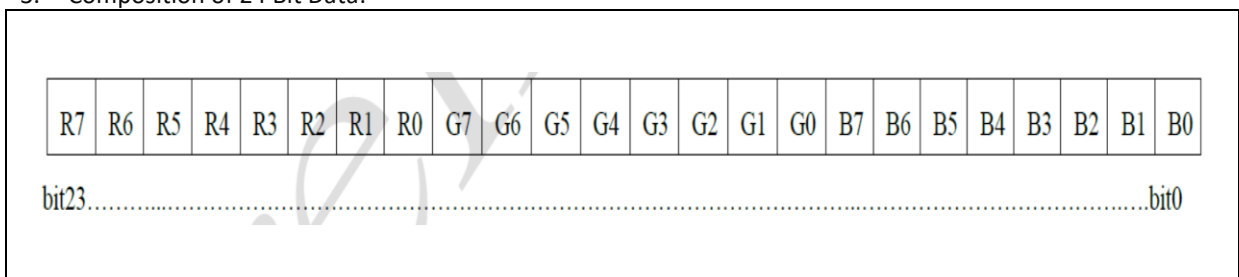 3. Composition of 24 Bit Data:
R7 R6 R5 R4 R3 R2 R1 R0 G7 G6 G5 G4 G3 G2 G1 G0 B7 B6 B5 B4 B3 B2 B1 B0
bit23……...……………………………………………………………………………..…………………………………..….bit0